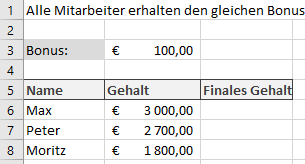 1 Alle Mitarbeiter erhalten den gleichen Bonus
2
3 Bonus: € 100,00
4
5 Name Gehalt Finales Gehalt
6 Max € 3 000,00
7 Peter € 2 700,00
8 Moritz € 1 800,00